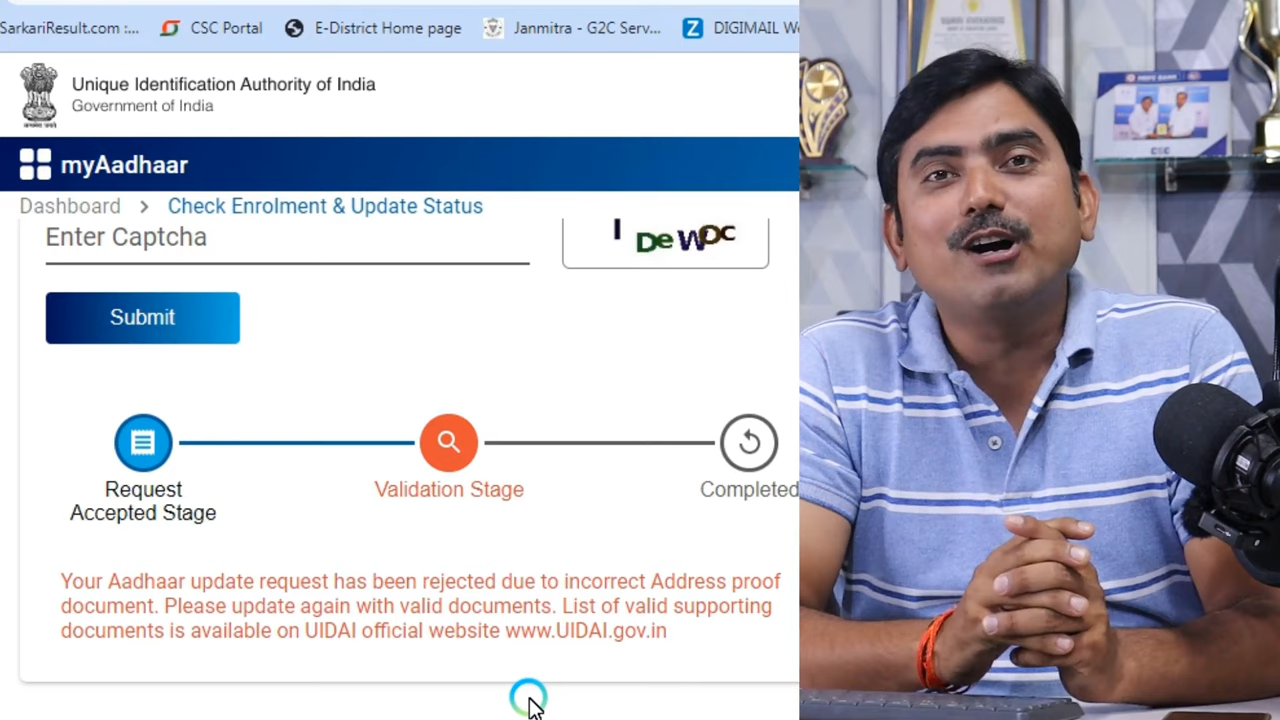 SarkariResult.com :...
CSC Portal
E-District Home page
Janmitra - G2C Serv...
Z
DIGIMAIL W
Unique Identification Authority of India
Government of India
myAadhaar
Dashboard > Check Enrolment & Update Status
Enter Captcha
I DeWDc
Submit
Request
Accepted Stage
Validation Stage
Completed
Your Aadhaar update request has been rejected due to incorrect Address proof
document. Please update again with valid documents. List of valid supporting
documents is available on UIDAI official website www.UIDAI.gov.in
CSC